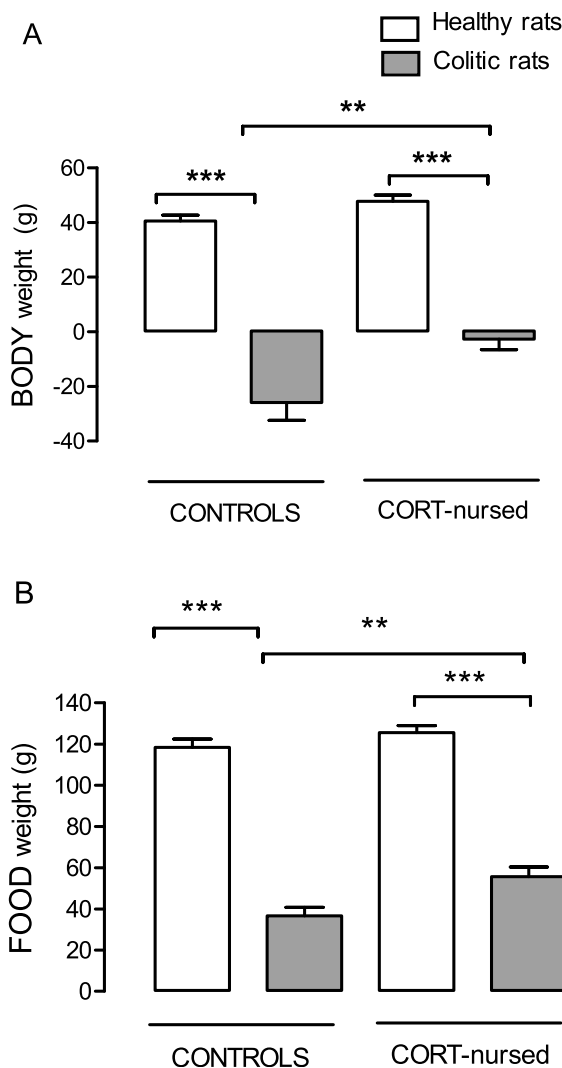 A
Healthy rats
Colitic rats
**
***
***
BODY weight (g)
60
40
20
0
-20
-40
CONTROLS
CORT-nursed
B
***
**
***
FOOD weight (g)
140
120
100
80
60
40
20
0
CONTROLS
CORT-nursed